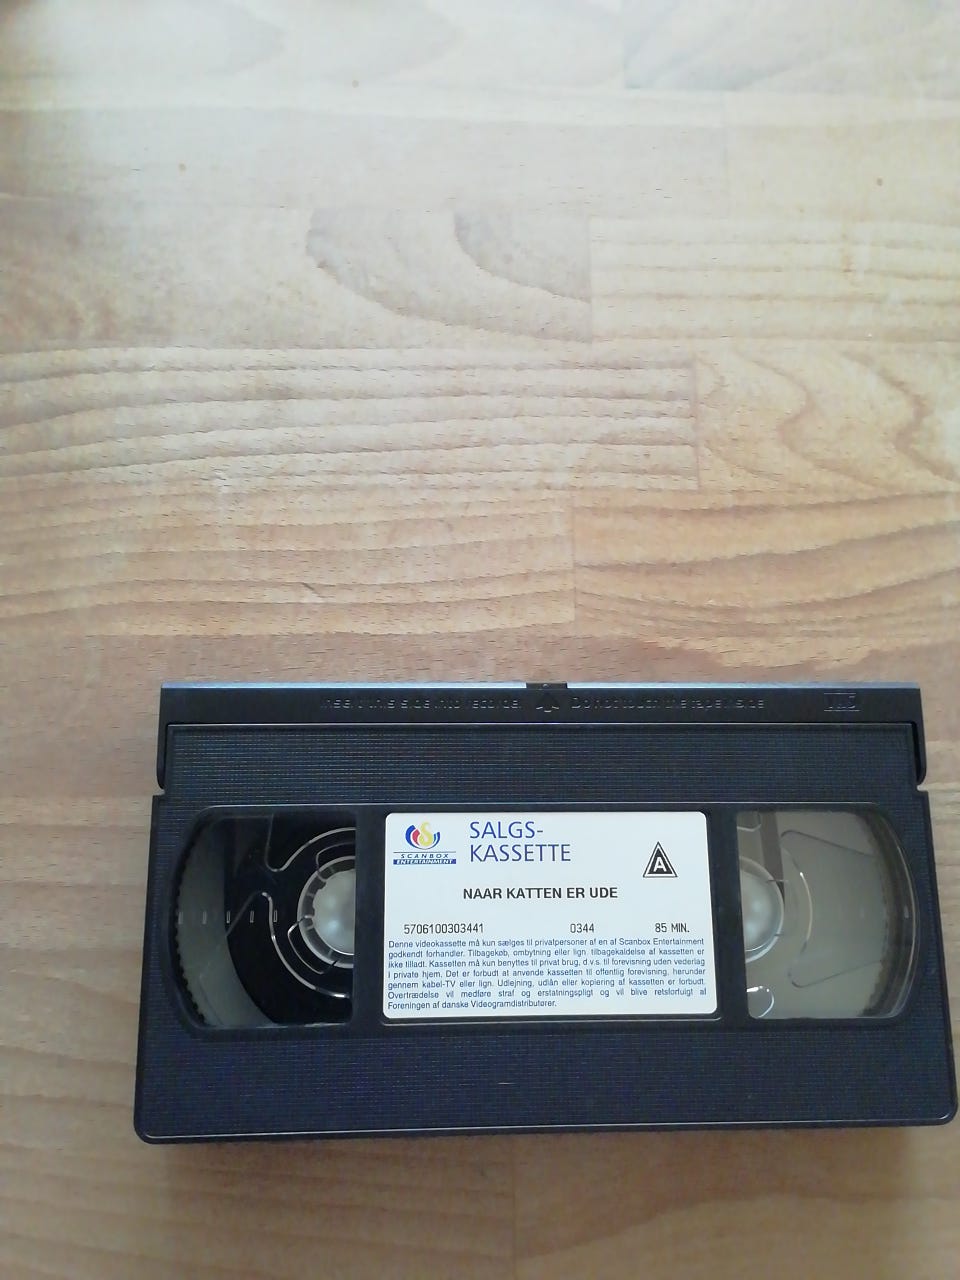 Insert this side into recorder Do not touch the tape inside VHS
SCANBOX
ENTERTAINMENT
SALGS-
KASSETTE
A
NAAR KATTEN ER UDE
5706100303441 0344 85 MIN.
Denne videokassette må kun sælges til privatpersoner af en af Scanbox Entertainment
godkendt forhandler. Tilbagekøb, ombytning eller lign. tilbagekaldelse af kassetten er
ikke tilladt. Kassetten må kun benyttes til privat brug, d.v.s. til forevisning uden vederlag
i private hjem. Det er forbudt at anvende kassetten til offentlig forevisning, herunder
gennem kabel-TV eller lign. Udlejning, udlån eller kopiering af kassetten er forbudt.
Overtrædelse vil medføre straf og erstatningspligt og vil blive retsforfulgt af
Foreningen af danske Videogramdistributører.